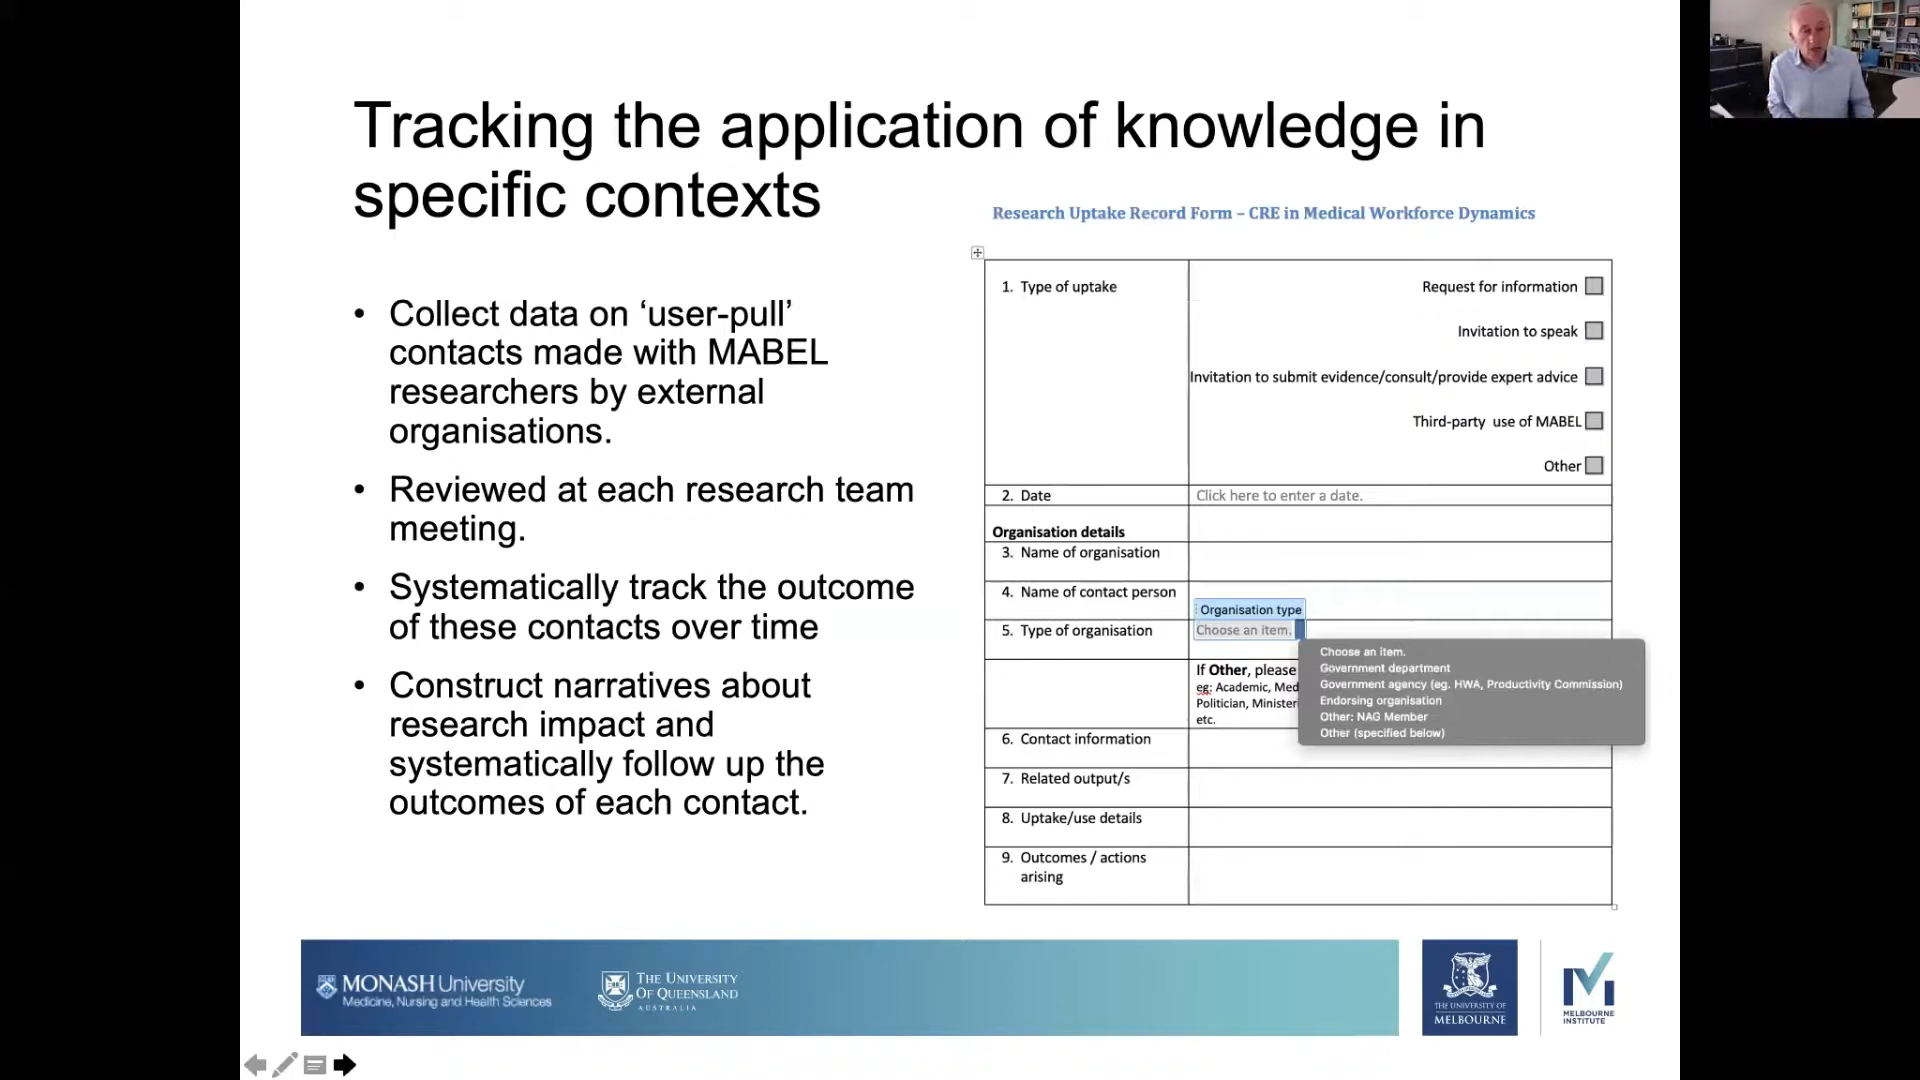 Tracking the application of knowledge in
specific contexts
• Collect data on ‘user-pull’
contacts made with MABEL
researchers by external
organisations.
• Reviewed at each research team
meeting.
• Systematically track the outcome
of these contacts over time
• Construct narratives about
research impact and
systematically follow up the
outcomes of each contact.
Research Uptake Record Form – CRE in Medical Workforce Dynamics
1. Type of uptake
Request for information
Invitation to speak
Invitation to submit evidence/consult/provide expert advice
Third-party use of MABEL
Other
2. Date
Click here to enter a date.
Organisation details
3. Name of organisation
4. Name of contact person
Organisation type
5. Type of organisation
Choose an item.
Choose an item.
Government department
Government agency (eg. HWA, Productivity Commission)
Endorsing organisation
Other: NAG Member
Other (specified below)
If Other, please
eg: Academic, Med
Politician, Minister
etc.
6. Contact information
7. Related output/s
8. Uptake/use details
9. Outcomes / actions
arising
MONASH University
Medicine, Nursing and Health Sciences
THE UNIVERSITY
OF QUEENSLAND
AUSTRALIA
THE UNIVERSITY OF
MELBOURNE
MELBOURNE
INSTITUTE